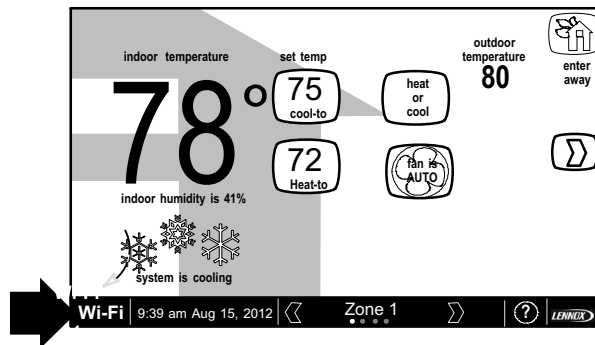 indoor temperature
78°
indoor humidity is 41%
system is cooling
set temp
75
cool-to
72
Heat-to
heat
or
cool
fan is
AUTO
outdoor
temperature
80
enter
away
Wi-Fi
9:39 am Aug 15, 2012
Zone 1
?
LENNOX